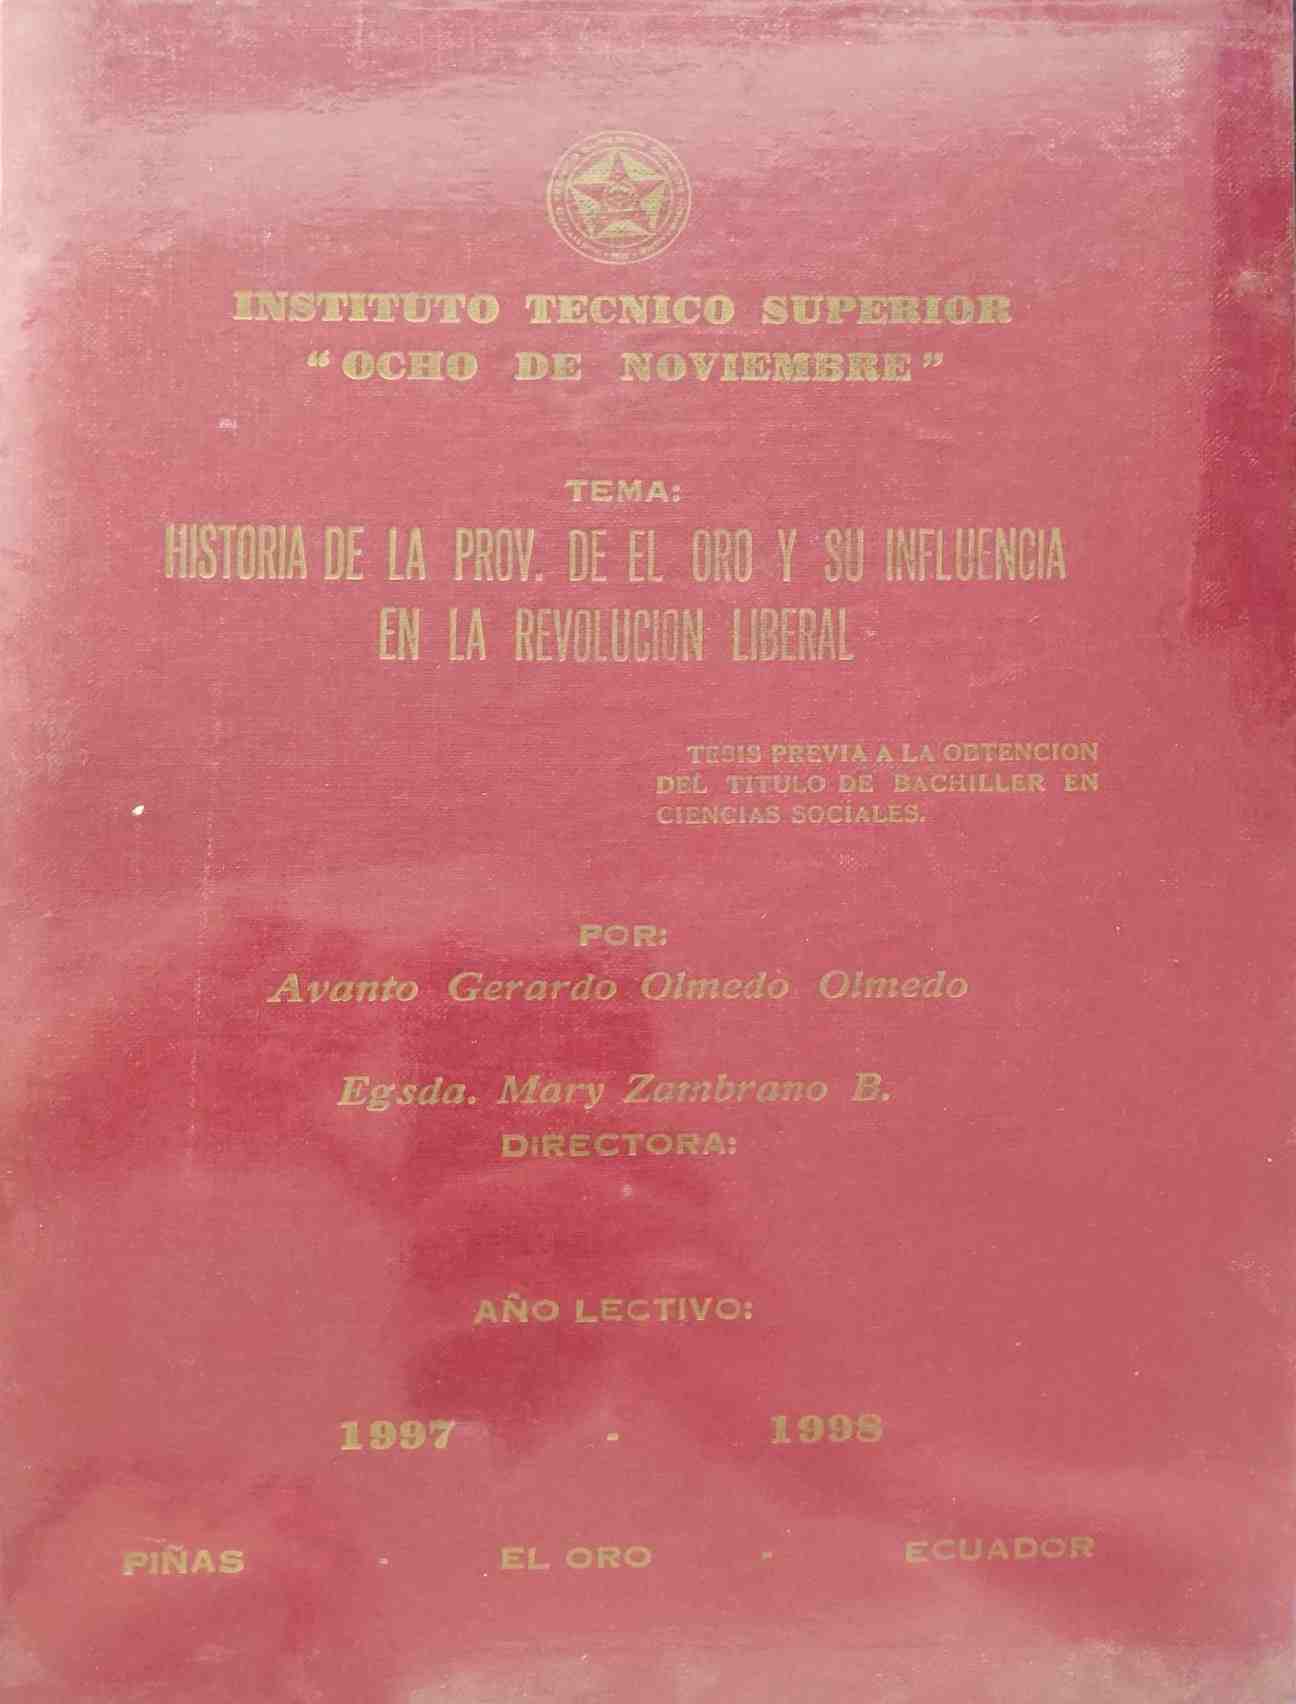 INSTITUTO TECNICO SUPERIOR
"OCHO DE NOVIEMBRE"
TEMA:
HISTORIA DE LA PROV. DE EL ORO Y SU INFLUENCIA
EN LA REVOLUCION LIBERAL
TESIS PREVIA A LA OBTENCION
DEL TITULO DE BACHILLER EN
CIENCIAS SOCIALES.
POR:
Avanto Gerardo Olmedo Olmedo
Egsda. Mary Zambrano B.
DIRECTORA:
AÑO LECTIVO:
1997 - 1998
PIÑAS - EL ORO - ECUADOR